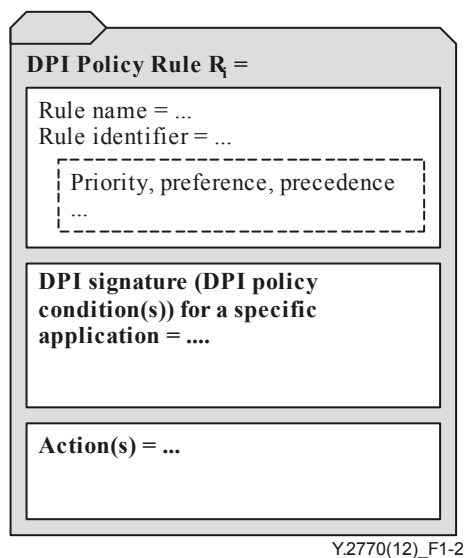 DPI Policy Rule Ri =
Rule name = ...
Rule identifier = ...
Priority, preference, precedence
...
DPI signature (DPI policy
condition(s)) for a specific
application = ....
Action(s) = ...
Y.2770(12)_F1-2